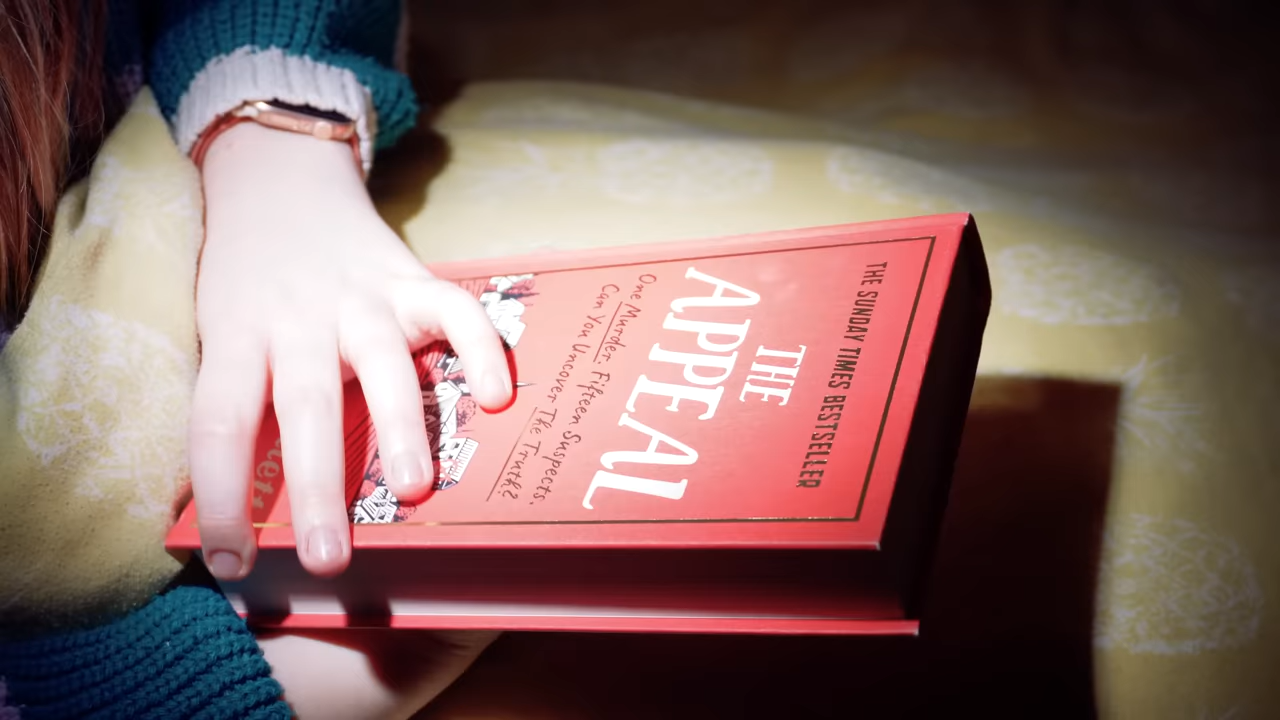 THE SUNDAY TIMES BESTSELLER
THE
APPEAL
One Murder. Fifteen Suspects.
Can You Uncover The Truth?